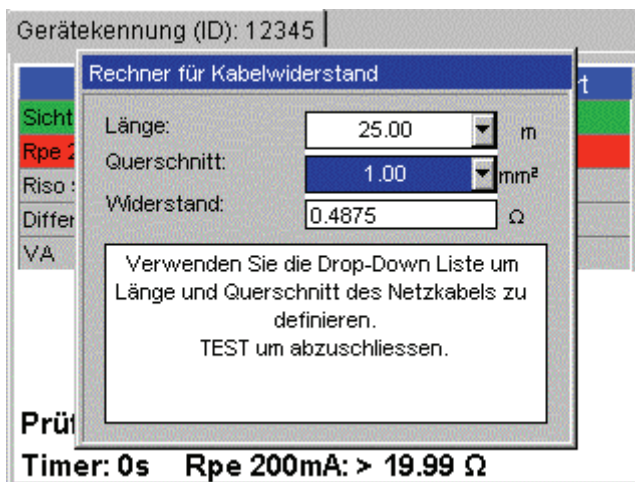 Gerätekennung (ID): 12345
Rechner für Kabelwiderstand
Sicht
Rpe 2
Riso
Differ
VA
Länge: 25.00 m
Querschnitt: 1.00 mm²
Widerstand: 0.4875 Ω
Verwenden Sie die Drop-Down Liste um
Länge und Querschnitt des Netzkabels zu
definieren.
TEST um abzuschliessen.
Prüf
Timer: 0s Rpe 200mA: > 19.99 Ω